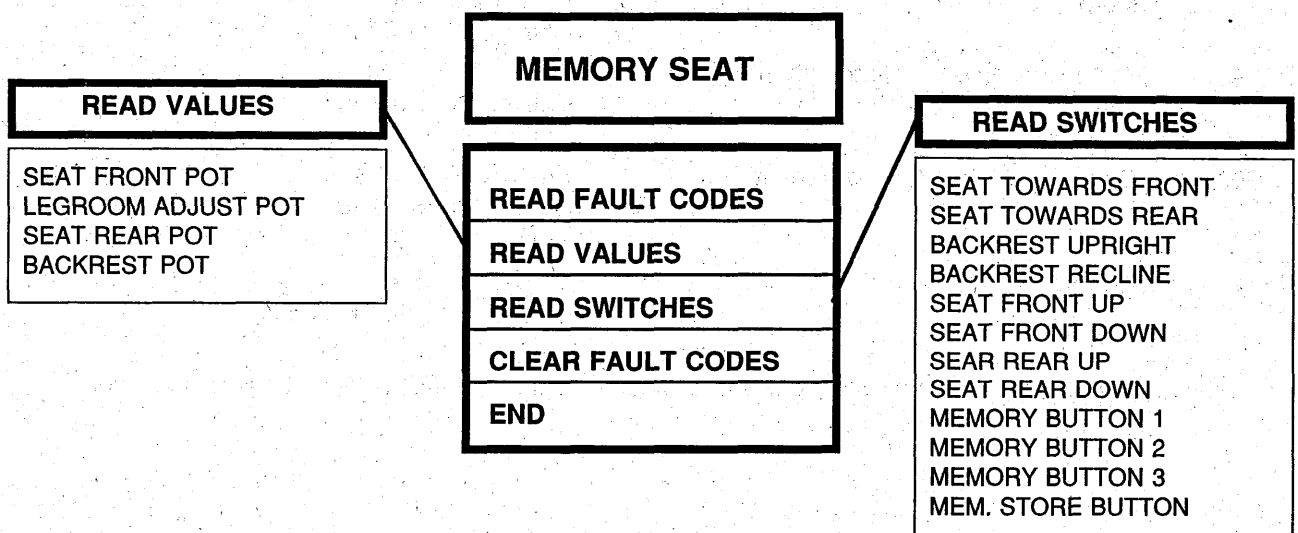 MEMORY SEAT
READ VALUES
SEAT FRONT POT
LEGROOM ADJUST POT
SEAT REAR POT
BACKREST POT
READ FAULT CODES
READ VALUES
READ SWITCHES
CLEAR FAULT CODES
END
READ SWITCHES
SEAT TOWARDS FRONT
SEAT TOWARDS REAR
BACKREST UPRIGHT
BACKREST RECLINE
SEAT FRONT UP
SEAT FRONT DOWN
SEAR REAR UP
SEAT REAR DOWN
MEMORY BUTTON 1
MEMORY BUTTON 2
MEMORY BUTTON 3
MEM. STORE BUTTON